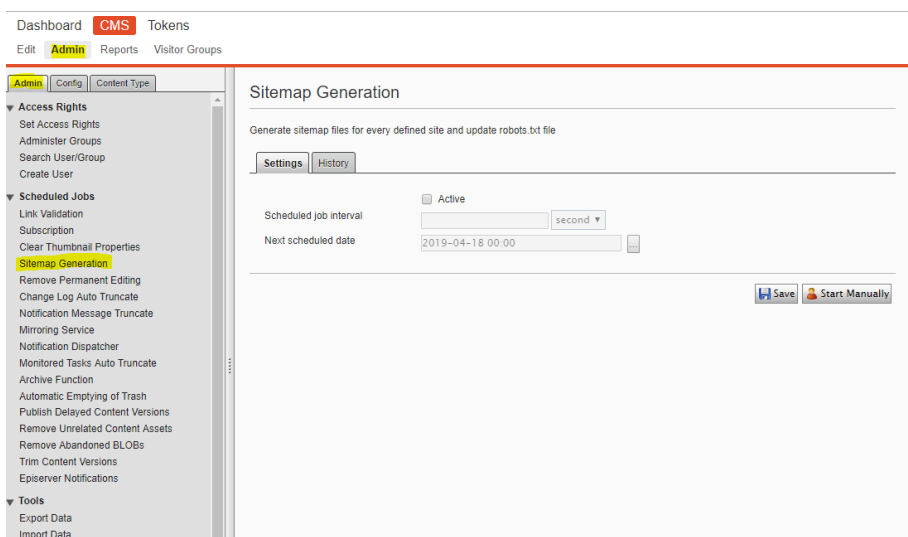 Dashboard CMS Tokens
Edit Admin Reports Visitor Groups
Admin Config Content Type
Access Rights
Set Access Rights
Administer Groups
Search User/Group
Create User
Scheduled Jobs
Link Validation
Subscription
Clear Thumbnail Properties
Sitemap Generation
Remove Permanent Editing
Change Log Auto Truncate
Notification Message Truncate
Mirroring Service
Notification Dispatcher
Monitored Tasks Auto Truncate
Archive Function
Automatic Emptying of Trash
Publish Delayed Content Versions
Remove Unrelated Content Assets
Remove Abandoned BLOBs
Trim Content Versions
Episerver Notifications
Tools
Export Data
Import Data
Sitemap Generation
Generate sitemap files for every defined site and update robots.txt file
Settings History
Active
Scheduled job interval second
Next scheduled date 2019-04-18 00:00 ...
Save Start Manually